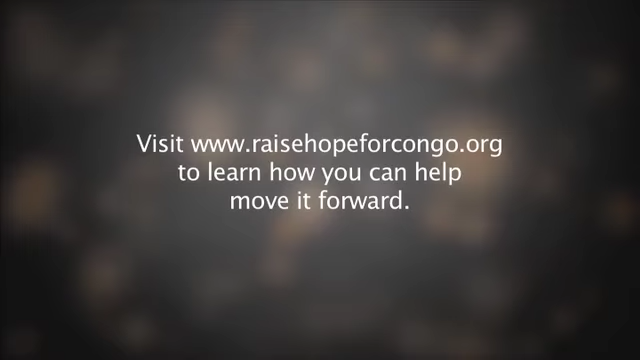 Visit www.raisehopeforcongo.org
to learn how you can help
move it forward.